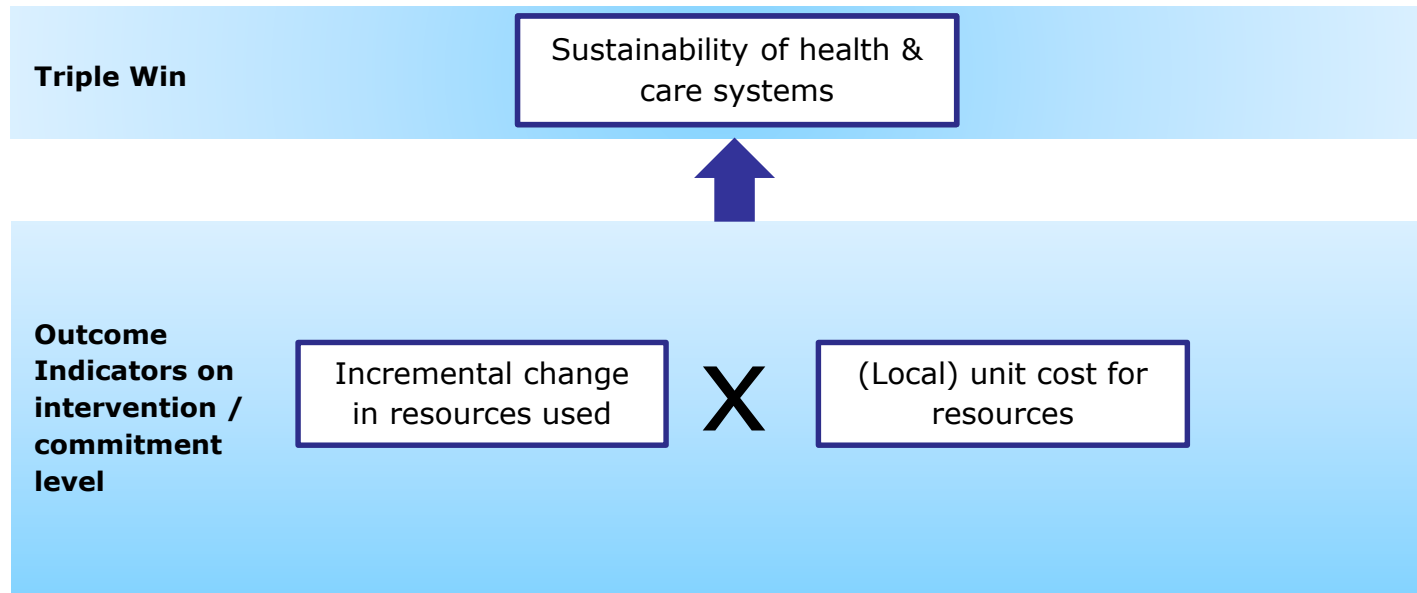 Triple Win
Sustainability of health &
care systems
Outcome
Indicators on
intervention /
commitment
level
Incremental change
in resources used
X
(Local) unit cost for
resources